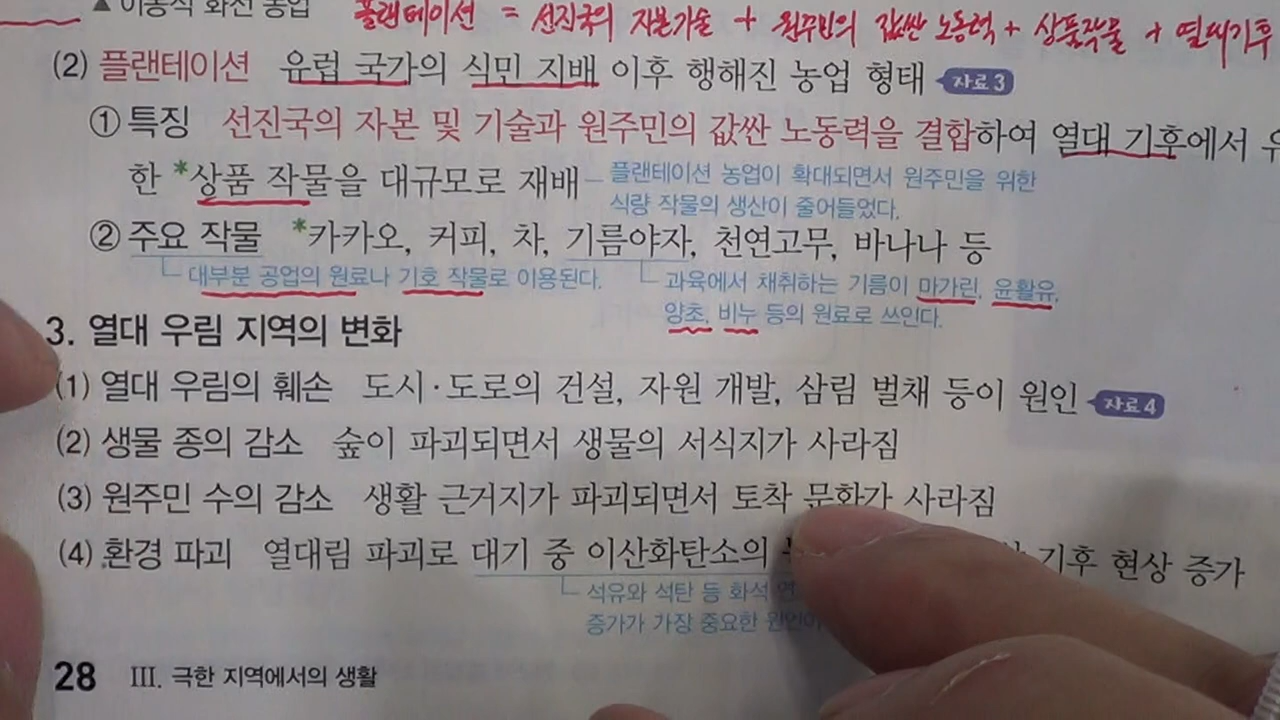 ▲ 이동식 화전 농업
플랜테이션 = 선진국의 자본기술 + 원주민의 값싼 노동력 + 상품작물 + 열대기후
(2) 플랜테이션 유럽 국가의 식민 지배 이후 행해진 농업 형태 자료3
① 특징 선진국의 자본 및 기술과 원주민의 값싼 노동력을 결합하여 열대 기후에서
한 *상품 작물을 대규모로 재배
플랜테이션 농업이 확대되면서 원주민을 위한
식량 작물의 생산이 줄어들었다.
② 주요 작물 *카카오, 커피, 차, 기름야자, 천연고무, 바나나 등
대부분 공업의 원료나 기호 작물로 이용된다.
과육에서 채취하는 기름이 마가린, 윤활유,
양초, 비누 등의 원료로 쓰인다.
3. 열대 우림 지역의 변화
(1) 열대 우림의 훼손 도시·도로의 건설, 자원 개발, 삼림 벌채 등이 원인 자료4
(2) 생물 종의 감소 숲이 파괴되면서 생물의 서식지가 사라짐
(3) 원주민 수의 감소 생활 근거지가 파괴되면서 토착 문화가 사라짐
(4) 환경 파괴 열대림 파괴로 대기 중 이산화탄소의 기후 현상 증가
석유와 석탄 등 화석
증가가 가장 중요한 원인이
28 III. 극한 지역에서의 생활